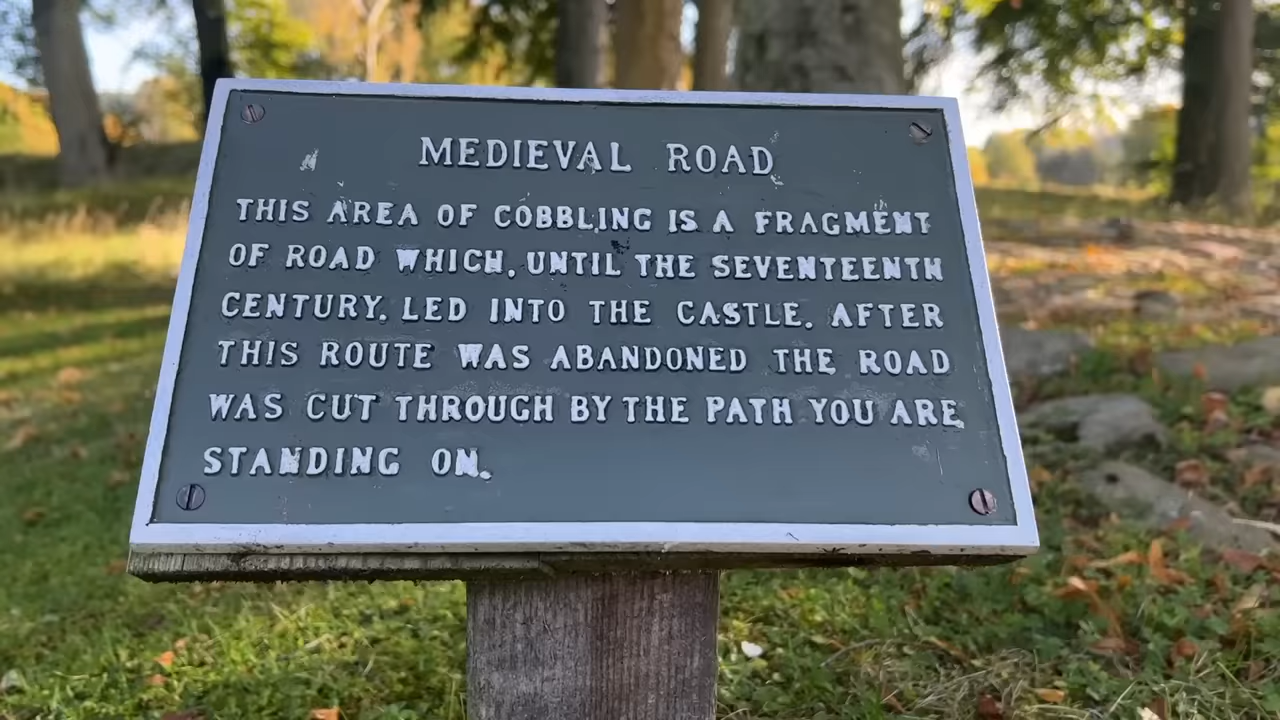 MEDIEVAL ROAD
THIS AREA OF COBBLING IS A FRAGMENT
OF ROAD WHICH, UNTIL THE SEVENTEENTH
CENTURY, LED INTO THE CASTLE. AFTER
THIS ROUTE WAS ABANDONED THE ROAD
WAS CUT THROUGH BY THE PATH YOU ARE
STANDING ON.